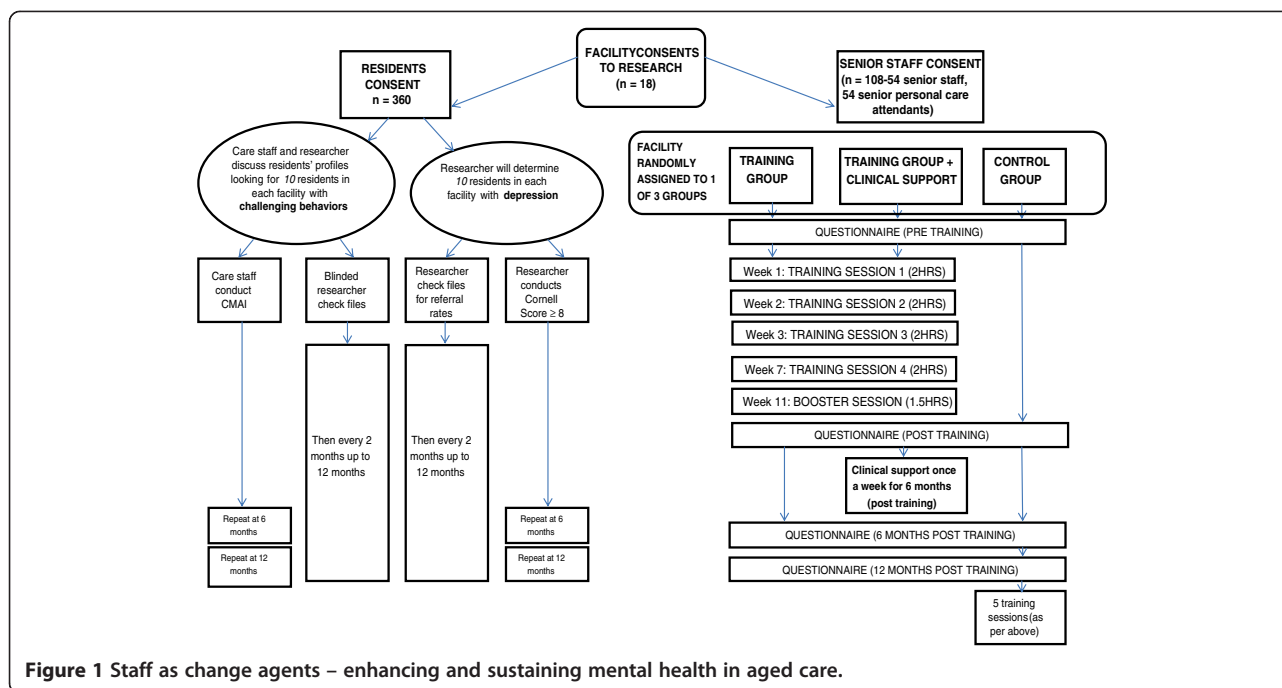 FACILITYCONSENTS
TO RESEARCH
(n = 18)
RESIDENTS
CONSENT
n = 360
SENIOR STAFF CONSENT
(n = 108-54 senior staff,
54 senior personal care
attendants)
Care staff and researcher
discuss residents’ profiles
looking for 10 residents in
each facility with
challenging behaviors
Researcher will determine
10 residents in each
facility with depression
Care staff
conduct
CMAI
Blinded
researcher
check files
Researcher
check files
for referral
rates
Researcher
conducts
Cornell
Score ≥ 8
Then every 2
months up to
12 months
Then every 2
months up to
12 months
Repeat at 6
months
Repeat at 12
months
Repeat at 6
months
Repeat at 12
months
FACILITY
RANDOMLY
ASSIGNED TO 1
OF 3 GROUPS
TRAINING
GROUP
TRAINING GROUP +
CLINICAL SUPPORT
CONTROL
GROUP
QUESTIONNAIRE (PRE TRAINING)
Week 1: TRAINING SESSION 1 (2HRS)
Week 2: TRAINING SESSION 2 (2HRS)
Week 3: TRAINING SESSION 3 (2HRS)
Week 7: TRAINING SESSION 4 (2HRS)
Week 11: BOOSTER SESSION (1.5HRS)
QUESTIONNAIRE (POST TRAINING)
Clinical support once
a week for 6 months
(post training)
QUESTIONNAIRE (6 MONTHS POST TRAINING)
QUESTIONNAIRE (12 MONTHS POST TRAINING)
5 training
sessions(as
per above)
Figure 1 Staff as change agents – enhancing and sustaining mental health in aged care.